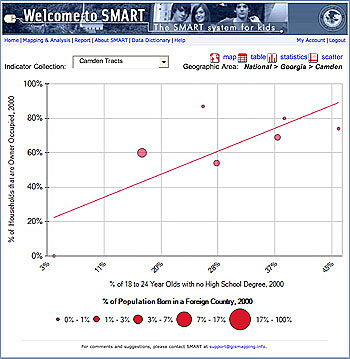 Welcome to SMART
The SMART system for kids
Home | Mapping & Analysis | Report | About SMART | Data Dictionary | Help
My Account | Logout
map table statistics scatter
Indicator Collection: Camden Tracts
Geographic Area: National > Georgia > Camden
% of Households that are Owner Occupied, 2000
100%
80%
60%
40%
20%
0%
3% 11% 19% 27% 35% 43%
% of 18 to 24 Year Olds with no High School Degree, 2000
% of Population Born in a Foreign Country, 2000
0% - 1% 1% - 3% 3% - 7% 7% - 17% 17% - 100%
For comments and suggestions, please contact SMART at support@gismapping.info.